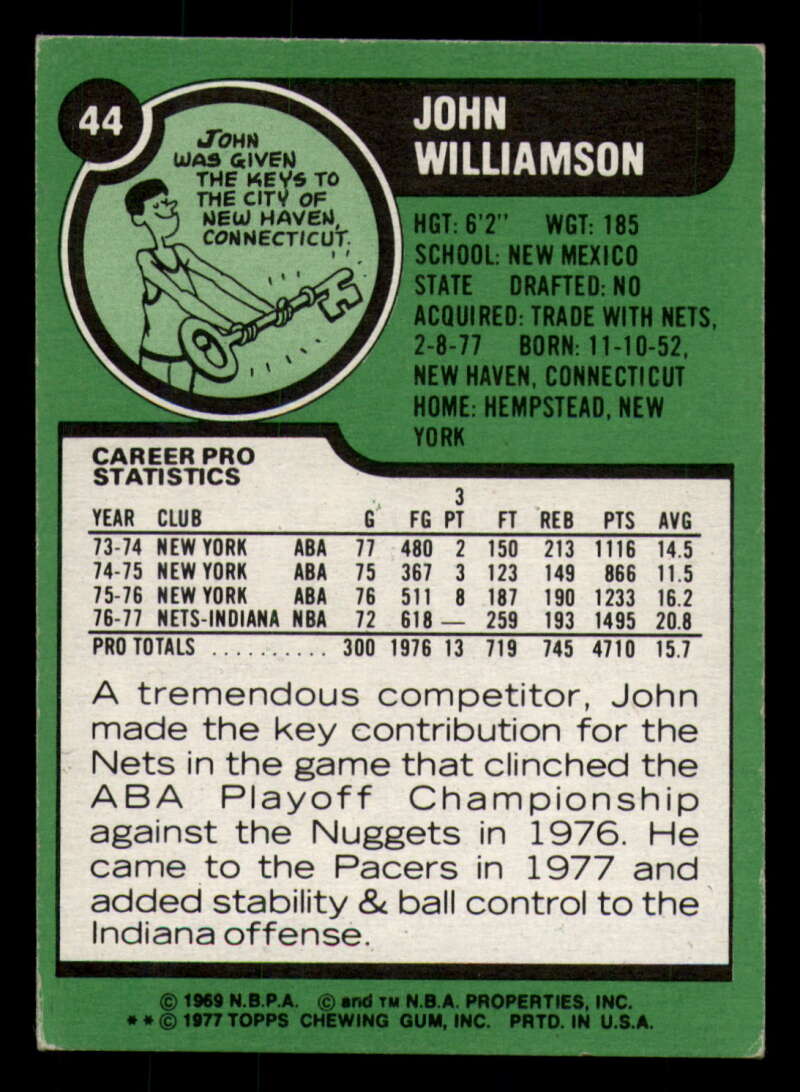 44
JOHN
WAS GIVEN
THE KEYS TO
THE CITY OF
NEW HAVEN,
CONNECTICUT.
JOHN
WILLIAMSON
HGT: 6'2" WGT: 185
SCHOOL: NEW MEXICO
STATE DRAFTED: NO
ACQUIRED: TRADE WITH NETS,
2-8-77 BORN: 11-10-52,
NEW HAVEN, CONNECTICUT
HOME: HEMPSTEAD, NEW
YORK
CAREER PRO
STATISTICS
3
YEAR CLUB G FG PT FT REB PTS AVG
73-74 NEW YORK ABA 77 480 2 150 213 1116 14.5
74-75 NEW YORK ABA 75 367 3 123 149 866 11.5
75-76 NEW YORK ABA 76 511 8 187 190 1233 16.2
76-77 NETS-INDIANA NBA 72 618 — 259 193 1495 20.8
PRO TOTALS .......... 300 1976 13 719 745 4710 15.7
A tremendous competitor, John
made the key contribution for the
Nets in the game that clinched the
ABA Playoff Championship
against the Nuggets in 1976. He
came to the Pacers in 1977 and
added stability & ball control to the
Indiana offense.
© 1969 N.B.P.A. © and TM N.B.A. PROPERTIES, INC.
**© 1977 TOPPS CHEWING GUM, INC. PRTD. IN U.S.A.